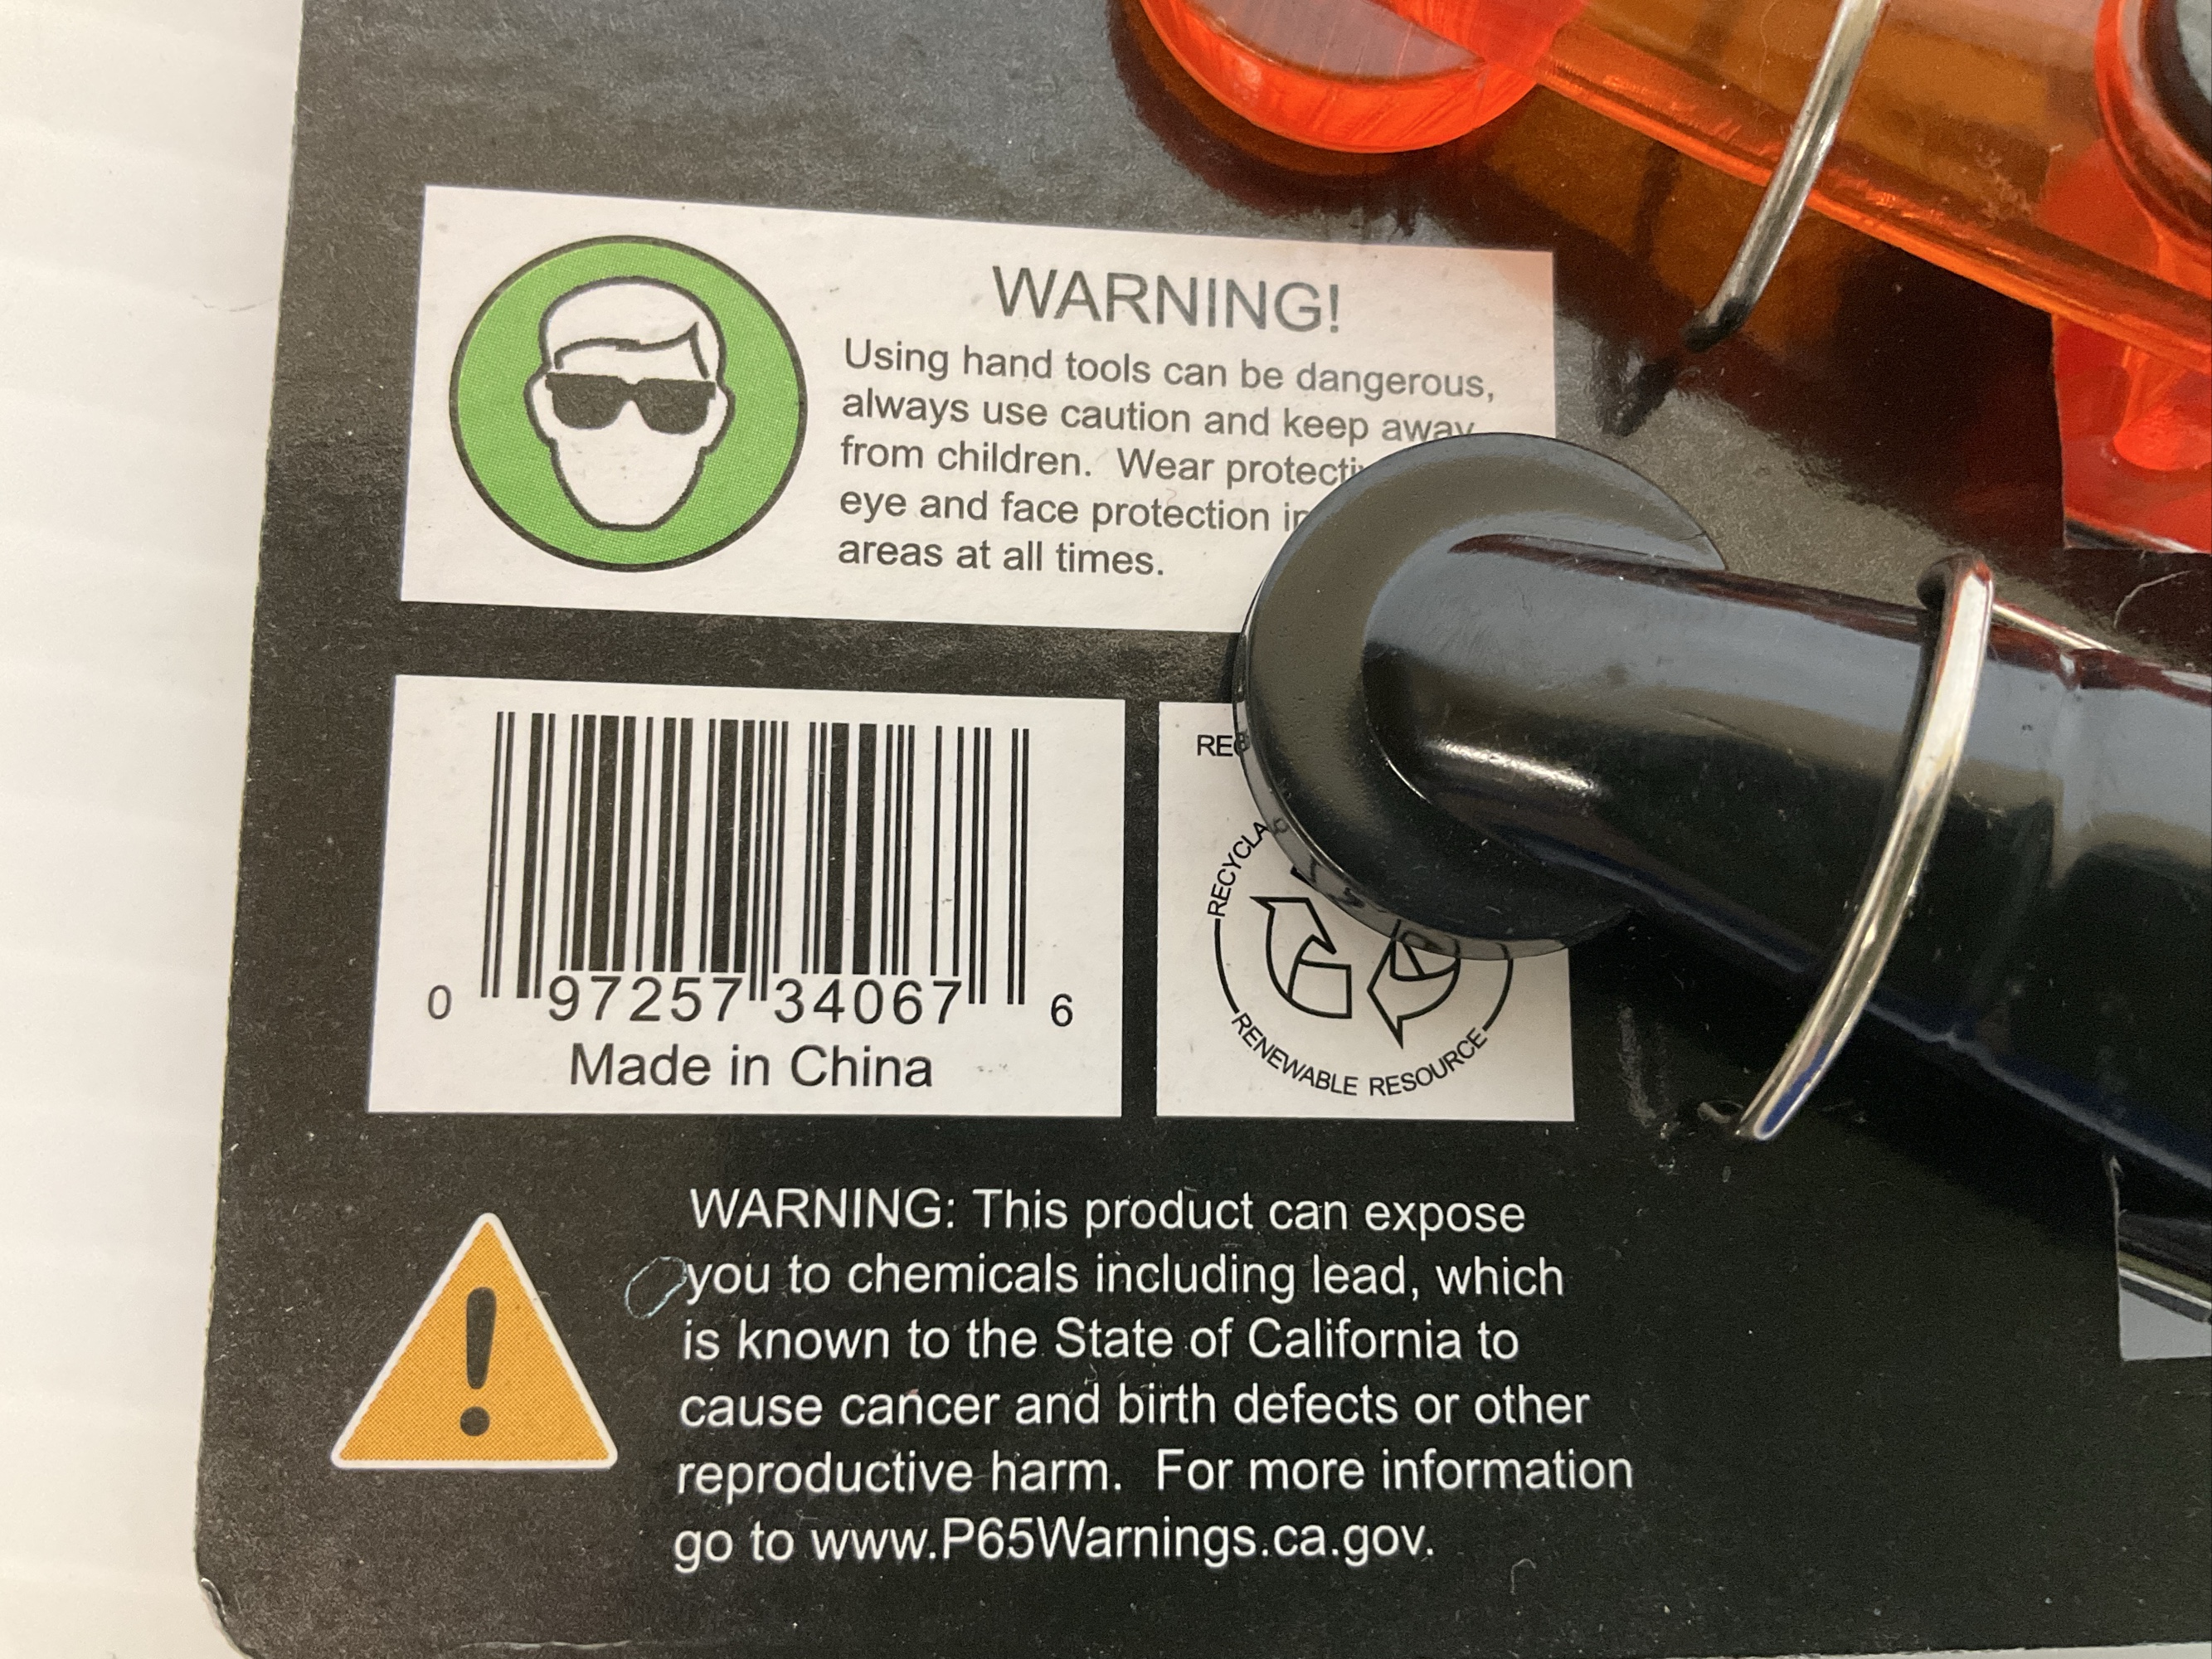 WARNING!
Using hand tools can be dangerous,
always use caution and keep away
from children. Wear
eye and face protection
areas at all times.
0 97257 34067 6
Made in China
RENEWABLE RESOURCE
WARNING: This product can expose
you to chemicals including lead, which
is known to the State of California to
cause cancer and birth defects or other
reproductive harm. For more information
go to www.P65Warnings.ca.gov.